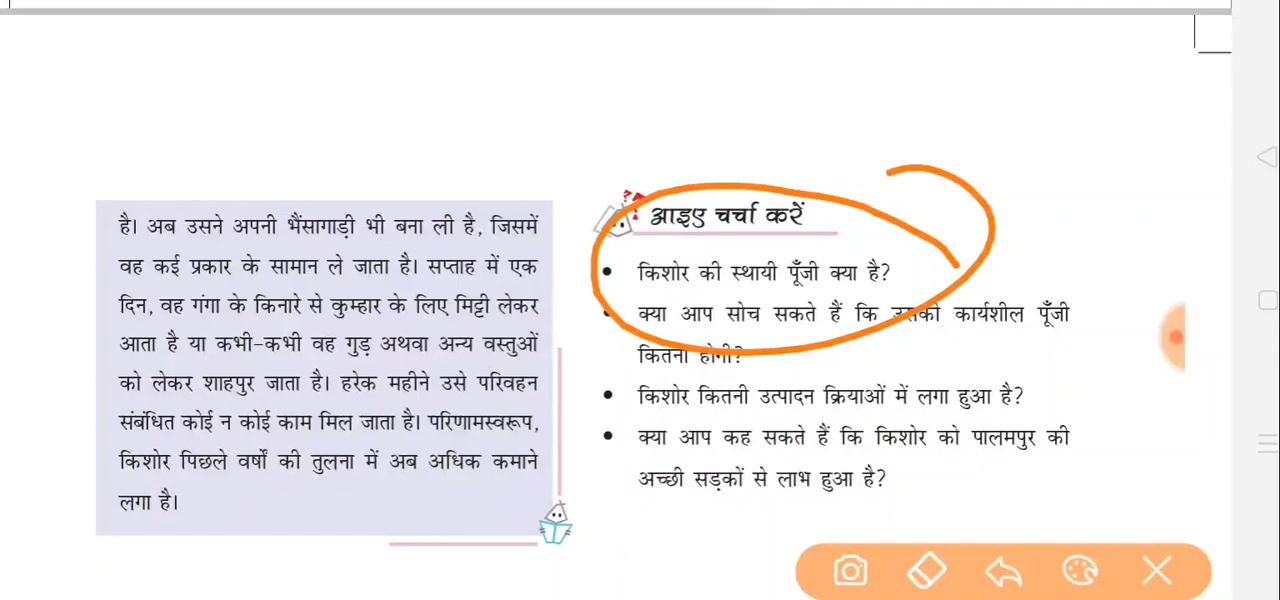 है। अब उसने अपनी भैंसागाड़ी भी बना ली है, जिसमें
वह कई प्रकार के सामान ले जाता है। सप्ताह में एक
दिन, वह गंगा के किनारे से कुम्हार के लिए मिट्टी लेकर
आता है या कभी-कभी वह गुड़ अथवा अन्य वस्तुओं
को लेकर शाहपुर जाता है। हरेक महीने उसे परिवहन
संबंधित कोई न कोई काम मिल जाता है। परिणामस्वरूप,
किशोर पिछले वर्षों की तुलना में अब अधिक कमाने
लगा है।
आइए चर्चा करें
• किशोर की स्थायी पूँजी क्या है?
• क्या आप सोच सकते हैं कि उसकी कार्यशील पूँजी
कितनी होगी?
• किशोर कितनी उत्पादन क्रियाओं में लगा हुआ है?
• क्या आप कह सकते हैं कि किशोर को पालमपुर की
अच्छी सड़कों से लाभ हुआ है?